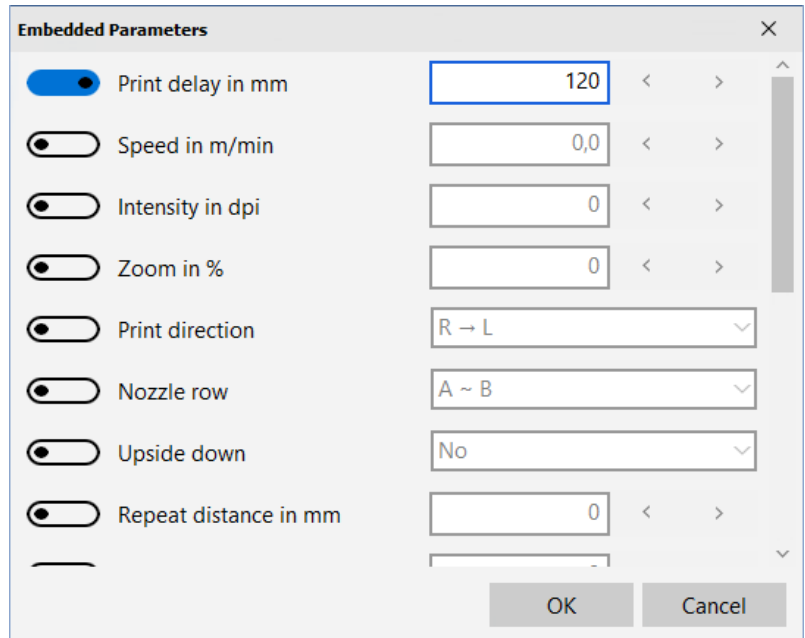 Embedded Parameters
Print delay in mm 120 < >
Speed in m/min 0,0 < >
Intensity in dpi 0 < >
Zoom in % 0 < >
Print direction R → L
Nozzle row A ~ B
Upside down No
Repeat distance in mm 0 < >
OK Cancel